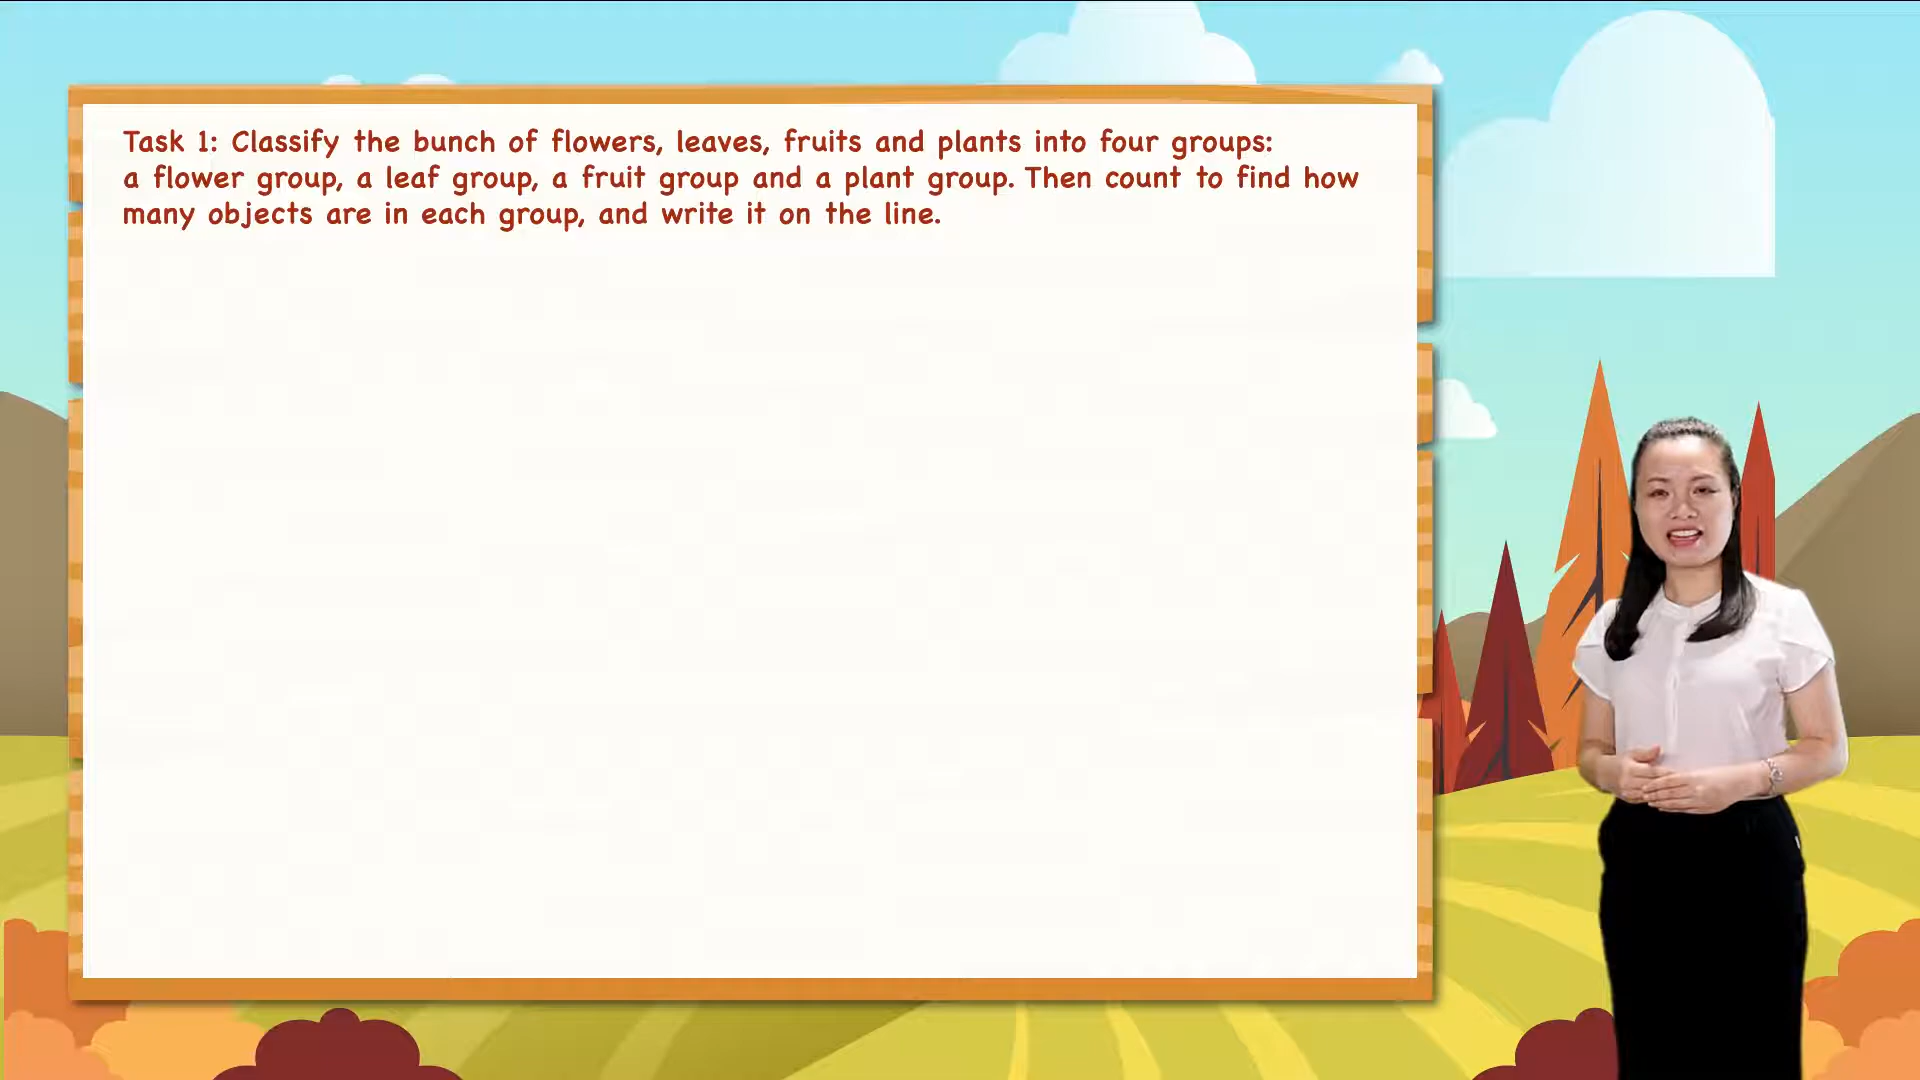 Task 1: Classify the bunch of flowers, leaves, fruits and plants into four groups:
a flower group, a leaf group, a fruit group and a plant group. Then count to find how
many objects are in each group, and write it on the line.